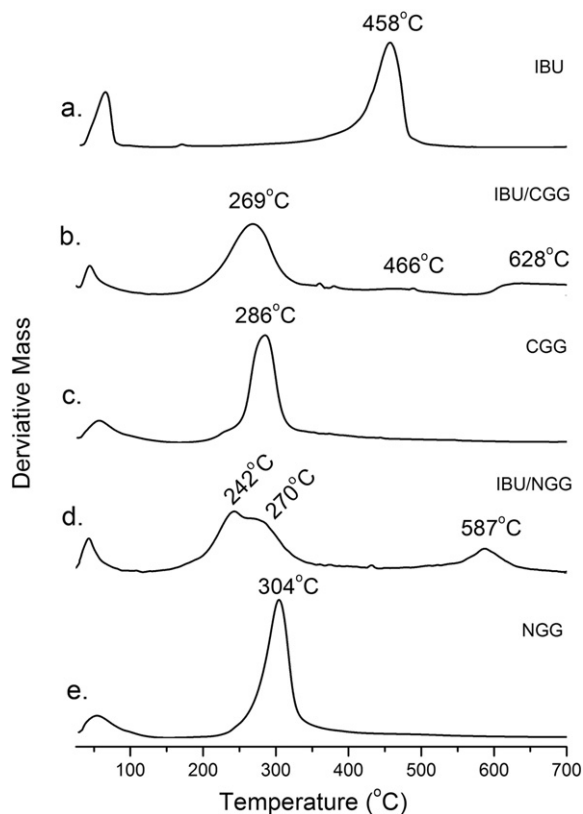 458°C
IBU
a.
IBU/CGG
269°C
b.
466°C
628°C
286°C
CGG
c.
Derviative Mass
242°C
270°C
IBU/NGG
587°C
d.
304°C
NGG
e.
100 200 300 400 500 600 700
Temperature (°C)